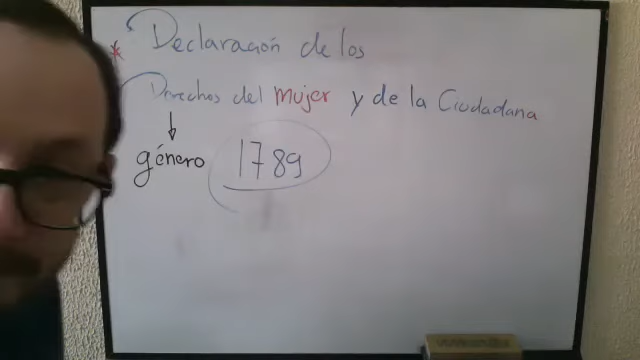 * Declaración de los
Derechos del Mujer y de la Ciudadana
género 1789